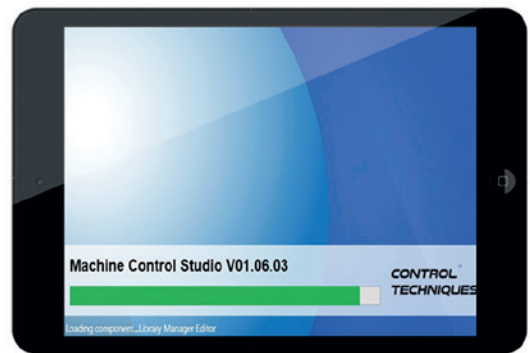 Machine Control Studio V01.06.03
CONTROL
TECHNIQUES
Loading component...Library Manager Editor